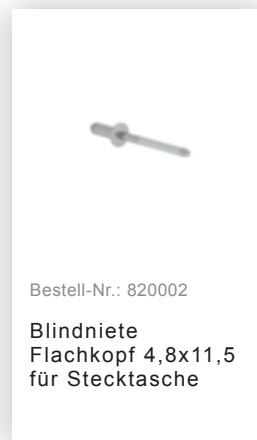 Bestell-Nr.: 820002
Blindniete
Flachkopf 4,8x11,5
für Stecktasche